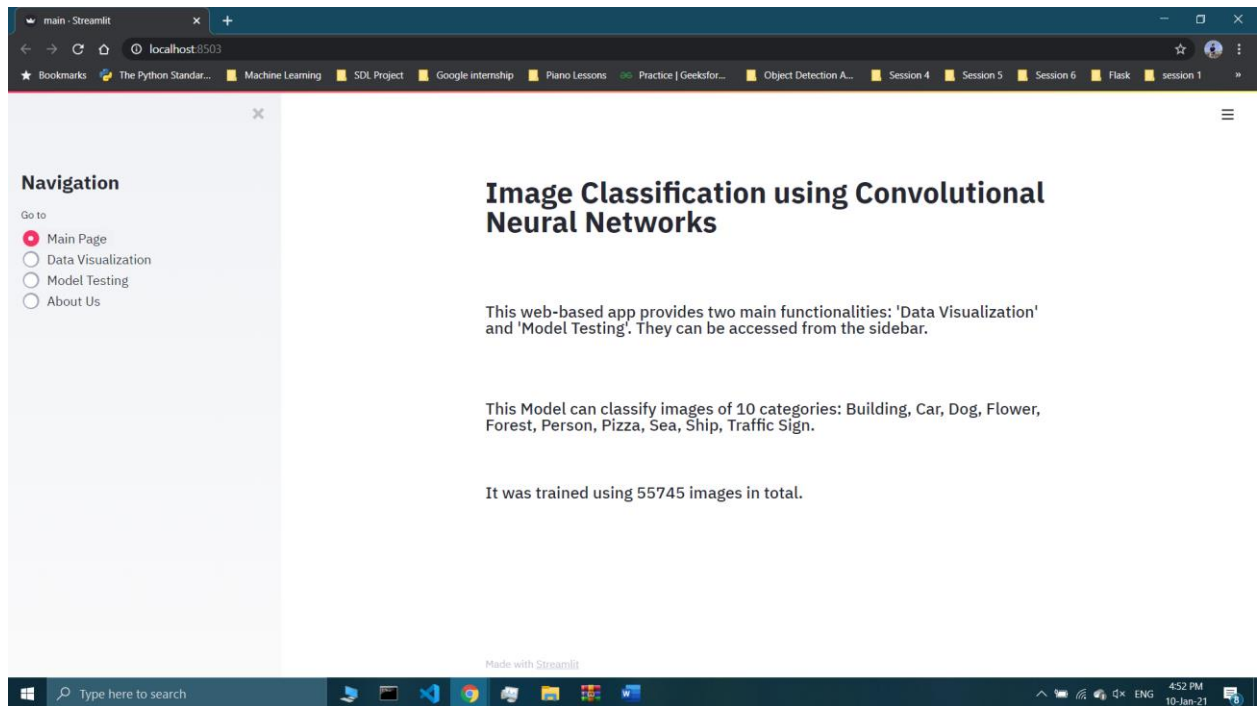 main - Streamlit
localhost:8503
Bookmarks The Python Standar... Machine Learning SDL Project Google internship Piano Lessons Practice | Geeksfor... Object Detection A... Session 4 Session 5 Session 6 Flask session 1 »
Navigation
Go to
Main Page
Data Visualization
Model Testing
About Us
Image Classification using Convolutional
Neural Networks
This web-based app provides two main functionalities: 'Data Visualization'
and 'Model Testing'. They can be accessed from the sidebar.
This Model can classify images of 10 categories: Building, Car, Dog, Flower,
Forest, Person, Pizza, Sea, Ship, Traffic Sign.
It was trained using 55745 images in total.
Made with Streamlit
Type here to search
ENG
4:52 PM
10-Jan-21
8